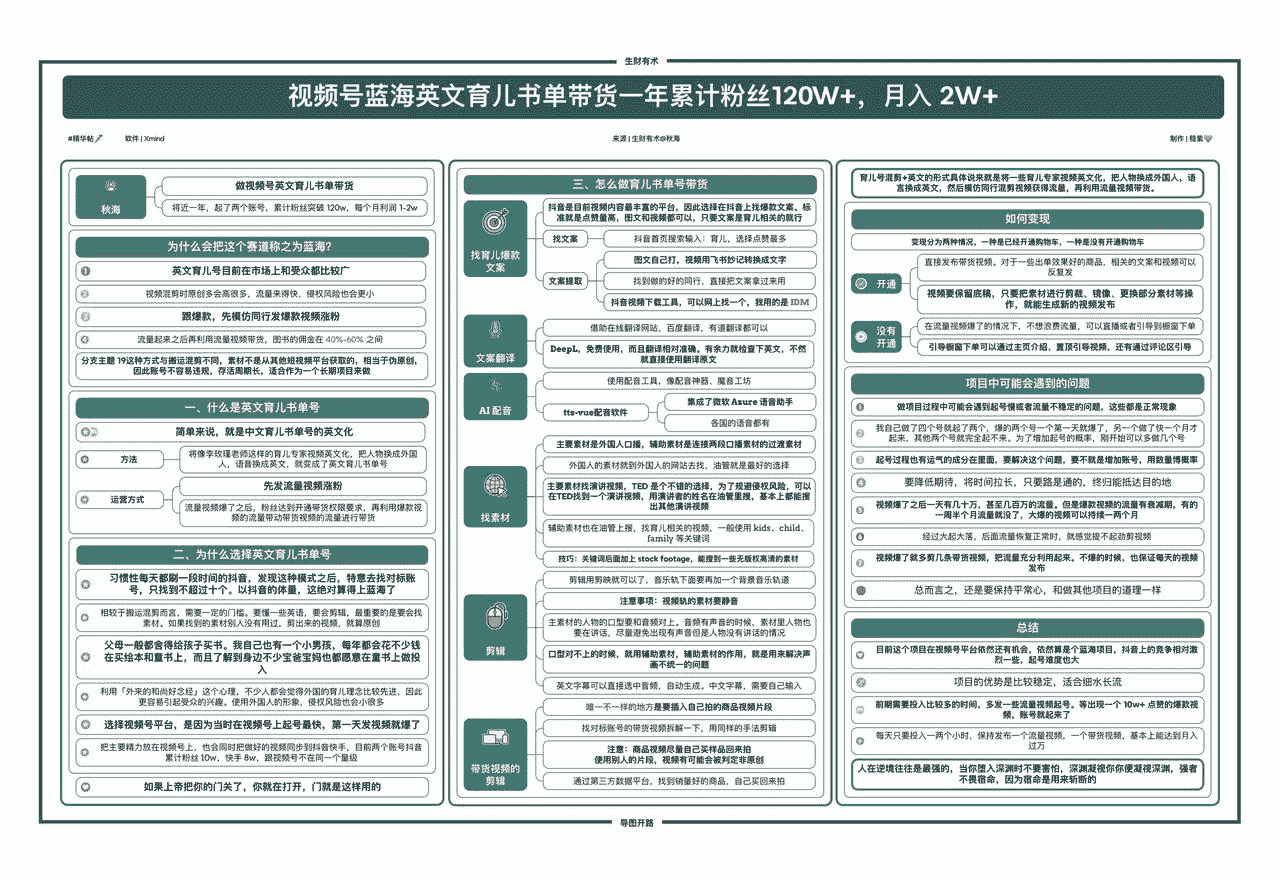 生财有术
视频号蓝海英文育儿书单带货一年累计粉丝120W+，月入 2W+
#精华帖
软件 | Xmind
来源 | 生财有术@秋海
制作 | 稳紫
秋海
做视频号英文育儿书单带货
将近一年，起了两个账号，累计粉丝突破 120w，每个月利润 1-2w
为什么会把这个赛道称之为蓝海？
英文育儿号目前在市场上和受众都比较广
视频混剪时原创多会高很多，流量来得快，侵权风险也会更小
跟爆款，先模仿同行发爆款视频涨粉
流量起来之后再利用流量视频带货，图书的佣金在 40%-60% 之间
分支主题 19这种方式与搬运混剪不同，素材不是从其他短视频平台获取的，相当于伪原创，
因此账号不容易违规，存活周期长，适合作为一个长期项目来做
一、什么是英文育儿书单号
简单来说，就是中文育儿书单号的英文化
方法
将像李玫瑾老师这样的育儿专家视频英文化，把人物换成外国
人，语音换成英文，就变成了英文育儿书单号
运营方式
先发流量视频涨粉
流量视频爆了之后，粉丝达到开通带货权限要求，再利用爆款视
频的流量带动带货视频的流量进行带货
二、为什么选择英文育儿书单号
习惯性每天都刷一段时间的抖音，发现这种模式之后，特意去找对标账
号，只找到不超过十个。以抖音的体量，这绝对算得上蓝海了
相较于搬运混剪而言，需要一定的门槛。要懂一些英语，要会剪辑，最重要的是要会找
素材。如果找到的素材别人没有用过，剪出来的视频，就算原创
父母一般都舍得给孩子买书。我自己也有一个小男孩，每年都会花不少钱
在买绘本和童书上，而且了解到身边不少宝爸宝妈也都愿意在童书上做投
入
利用「外来的和尚好念经」这个心理，不少人都会觉得外国的育儿理念比较先进，因此
更容易引起受众的兴趣。使用外国人的形象，侵权风险也会小很多
选择视频号平台，是因为当时在视频号上起号最快，第一天发视频就爆了
把主要精力放在视频号上，也会同时把做好的视频同步到抖音快手，目前两个账号抖音
累计粉丝 10w，快手 8w，跟视频号不在同一个量级
如果上帝把你的门关了，你就在打开，门就是这样用的
三、怎么做育儿书单号带货
找育儿爆款
文案
抖音是目前视频内容最丰富的平台，因此选择在抖音上找爆款文案。标
准就是点赞量高，图文和视频都可以，只要文案是育儿相关的就行
找文案
抖音首页搜索输入：育儿，选择点赞最多
文案提取
图文自己打，视频用飞书妙记转换成文字
找到做的好的同行，直接把文案拿过来用
抖音视频下载工具，可以网上找一个，我用的是 IDM
文案翻译
借助在线翻译网站，百度翻译，有道翻译都可以
DeepL，免费使用，而且翻译相对准确。有余力就检查下英文，不然
就直接使用翻译原文
AI 配音
使用配音工具，像配音神器、魔音工坊
tts-vue配音软件
集成了微软 Azure 语音助手
各国的语音都有
找素材
主要素材是外国人口播，辅助素材是连接两段口播素材的过渡素材
外国人的素材就到外国人的网站去找，油管就是最好的选择
主要素材找演讲视频，TED 是个不错的选择，为了规避侵权风险，可以
在TED找到一个演讲视频，用演讲者的姓名在油管里搜，基本上都能搜
出其他演讲视频
辅助素材也在油管上搜，找育儿相关的视频，一般使用 kids、child、
family 等关键词
技巧：关键词后面加上 stock footage，能搜到一些无版权高清的素材
剪辑
剪辑用剪映就可以了，音乐轨下面要再加一个背景音乐轨道
注意事项：视频轨的素材要静音
主素材的人物的口型要和音频对上。音频有声音的时候，素材里人物也
要在讲话，尽量避免出现有声音但是人物没有讲话的情况
口型对不上的时候，就用辅助素材，辅助素材的作用，就是用来解决声
画不统一的问题
英文字幕可以直接选中音频，自动生成。中文字幕，需要自己输入
带货视频的
剪辑
唯一不一样的地方是要插入自己拍的商品视频片段
找对标账号的带货视频拆解一下，用同样的手法剪辑
注意：商品视频尽量自己买样品回来拍
使用别人的片段，视频有可能会被判定非原创
通过第三方数据平台，找到销量好的商品，自己买回来拍
育儿号混剪+英文的形式具体说来就是将一些育儿专家视频英文化，把人物换成外国人，语
言换成英文，然后模仿同行混剪视频获得流量，再利用流量视频带货。
如何变现
变现分为两种情况，一种是已经开通购物车，一种是没有开通购物车
开通
直接发布带货视频。对于一些出单效果好的商品，相关的文案和视频可以
反复发
视频要保留底稿，只要把素材进行剪裁、镜像、更换部分素材等操
作，就能生成新的视频发布
没有
开通
在流量视频爆了的情况下，不想浪费流量，可以直播或者引导到橱窗下单
引导橱窗下单可以通过主页介绍、置顶引导视频，还有通过评论区引导
项目中可能会遇到的问题
做项目过程中可能会遇到起号慢或者流量不稳定的问题，这些都是正常现象
我自己做了四个号就起了两个，爆的两个号一个第一天就爆了，另一个做了快一个月才
起来，其他两个号就完全起不来。为了增加起号的概率，刚开始可以多做几个号
起号过程也有运气的成分在里面，要解决这个问题，要不就是增加账号，用数量博概率
要降低期待，将时间拉长，只要路是通的，终归能抵达目的地
视频爆了之后一天有几十万，甚至几百万的流量。但是爆款视频的流量有衰减期，有的
一周半个月流量就没了，大爆的视频可以持续一两个月
经过大起大落，后面流量恢复正常时，就感觉提不起劲剪视频
视频爆了就多剪几条带货视频，把流量充分利用起来。不爆的时候，也保证每天的视频
发布
总而言之，还是要保持平常心，和做其他项目的道理一样
总结
目前这个项目在视频号平台依然还有机会，依然算是个蓝海项目，抖音上的竞争相对激
烈一些，起号难度也大
项目的优势是比较稳定，适合细水长流
前期需要投入比较多的时间，多发一些流量视频起号。等出现一个 10w+ 点赞的爆款视
频，账号就起来了
每天只要投入一两个小时，保持发布一个流量视频，一个带货视频，基本上能达到月入
过万
人在逆境往往是最强的，当你堕入深渊时不要害怕，深渊凝视你你便凝视深渊，强者
不畏宿命，因为宿命是用来斩断的
导图开路